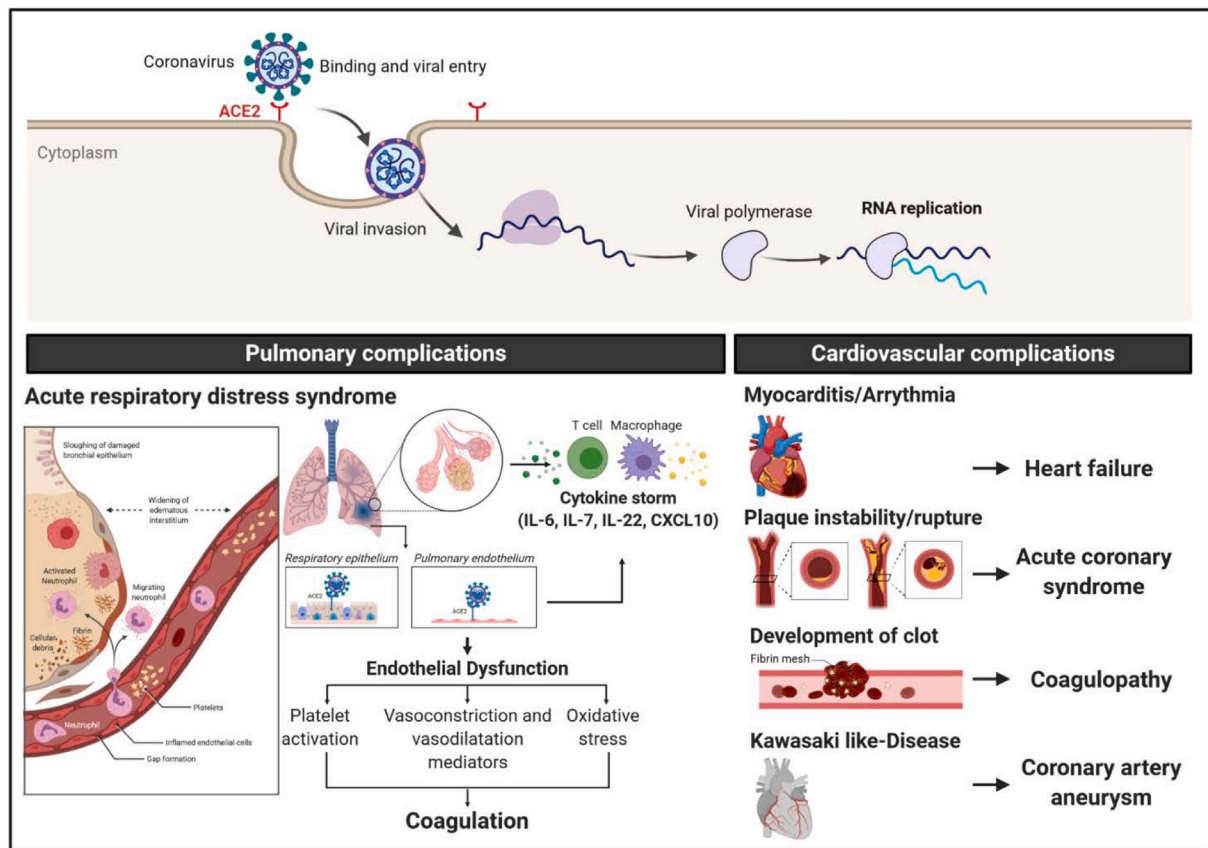 Coronavirus
Binding and viral entry
ACE2
Cytoplasm
Viral invasion
Viral polymerase
RNA replication
Pulmonary complications
Acute respiratory distress syndrome
Sloughing of damaged
bronchial epithelium
Widening of
edematous
interstitium
Activated
Neutrophil
Migrating
neutrophil
Fibrin
Cellular
debris
Platelets
Neutrophil
Inflamed endothelial cells
Gap formation
T cell
Macrophage
Cytokine storm
(IL-6, IL-7, IL-22, CXCL10)
Respiratory epithelium
ACE2
Pulmonary endothelium
ACE2
Endothelial Dysfunction
Platelet
activation
Vasoconstriction and
vasodilatation
mediators
Oxidative
stress
Coagulation
Cardiovascular complications
Myocarditis/Arrythmia
Heart failure
Plaque instability/rupture
Acute coronary
syndrome
Development of clot
Fibrin mesh
Coagulopathy
Kawasaki like-Disease
Coronary artery
aneurysm